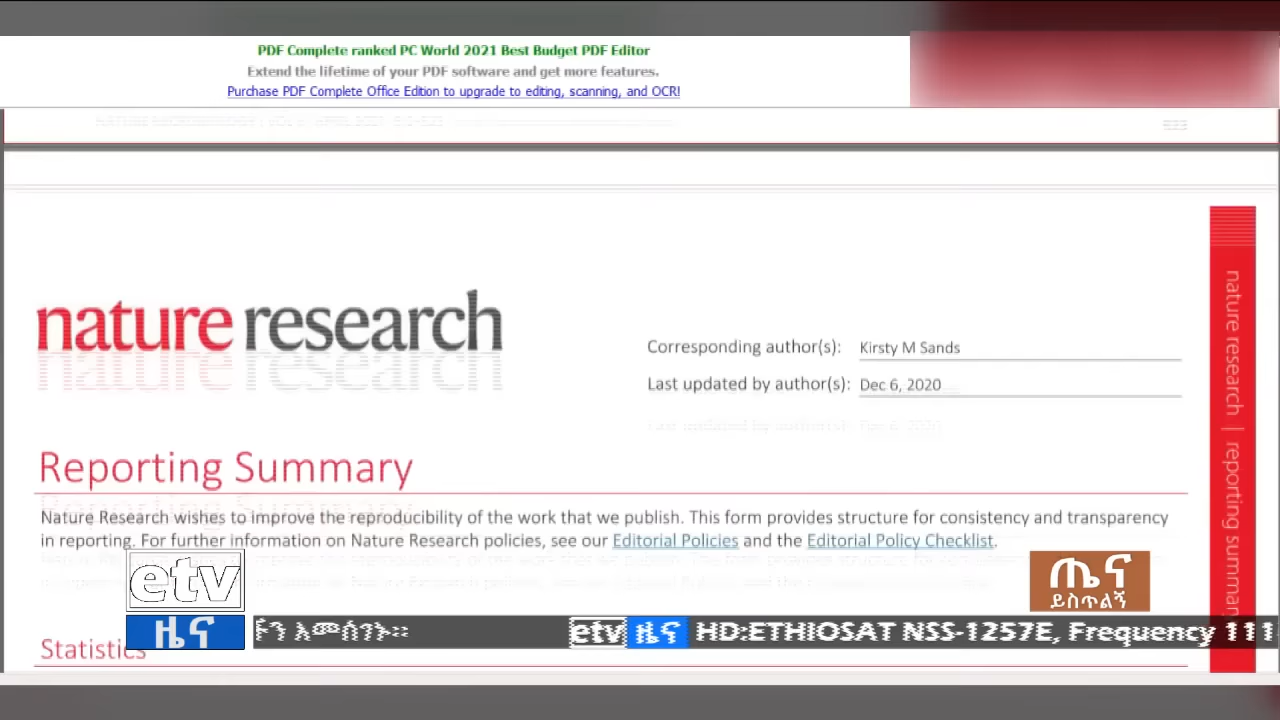 PDF Complete ranked PC World 2021 Best Budget PDF Editor
Extend the lifetime of your PDF software and get more features.
Purchase PDF Complete Office Edition to upgrade to editing, scanning, and OCR!
nature research
Corresponding author(s): Kirsty M Sands
Last updated by author(s): Dec 6, 2020
Reporting Summary
Nature Research wishes to improve the reproducibility of the work that we publish. This form provides structure for consistency and transparency
in reporting. For further information on Nature Research policies, see our Editorial Policies and the Editorial Policy Checklist.
nature research | reporting summary
etv
ጤና
ይስጥልኝ
ዜና
etv ዜና HD:ETHIOSAT NSS-1257E, Frequency 111
Statistics